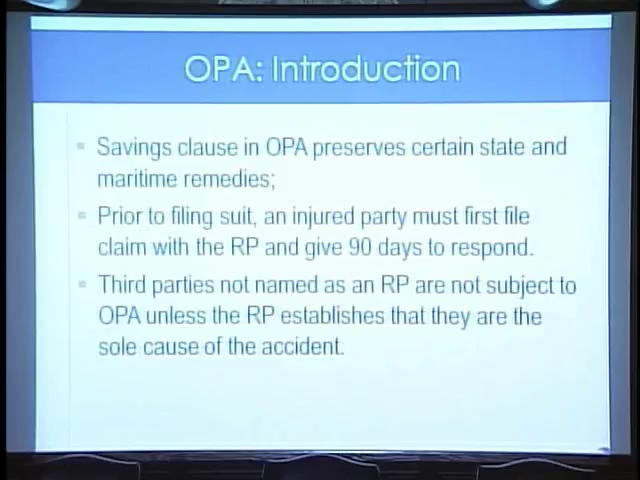 OPA: Introduction
Savings clause in OPA preserves certain state and
maritime remedies;
Prior to filing suit, an injured party must first file
claim with the RP and give 90 days to respond.
Third parties not named as an RP are not subject to
OPA unless the RP establishes that they are the
sole cause of the accident.